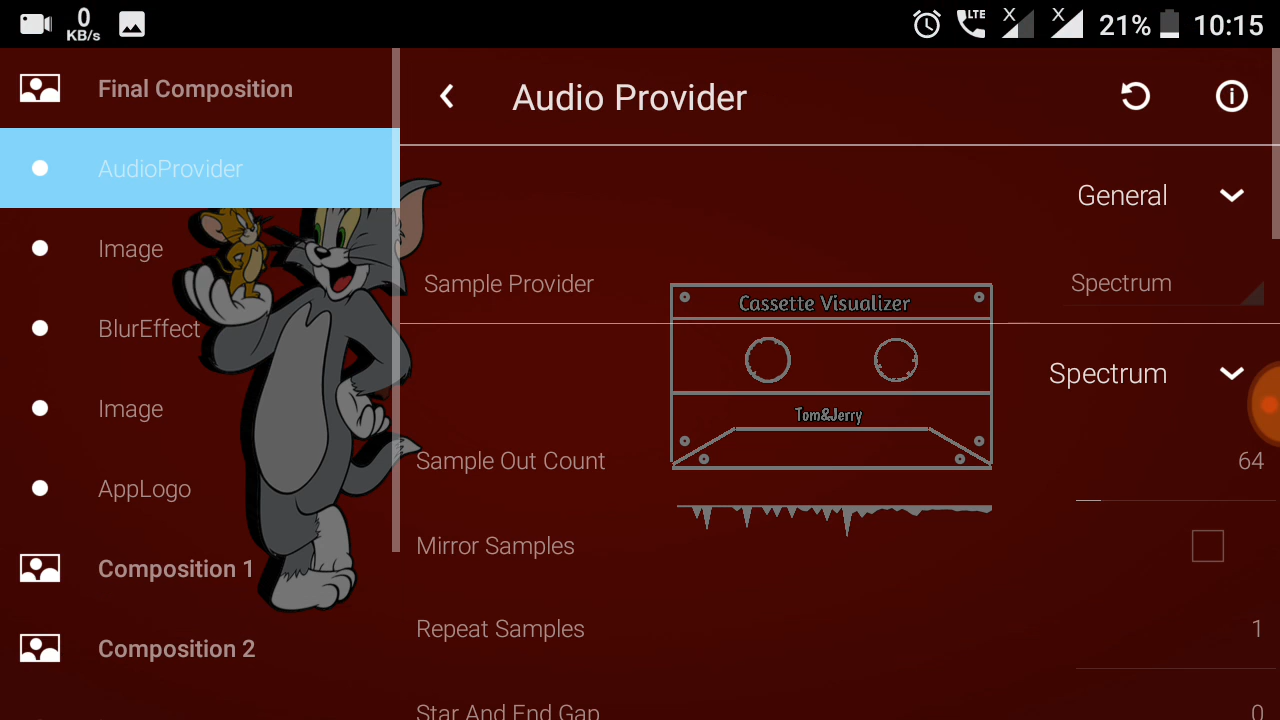 0
KB/s
LTE
X
X
21%
10:15
Final Composition
AudioProvider
Image
BlurEffect
Image
AppLogo
Composition 1
Composition 2
Audio Provider
General
Sample Provider
Spectrum
Spectrum
Sample Out Count
64
Mirror Samples
Repeat Samples
1
Star And End Gap
0
Cassette Visualizer
Tom&Jerry